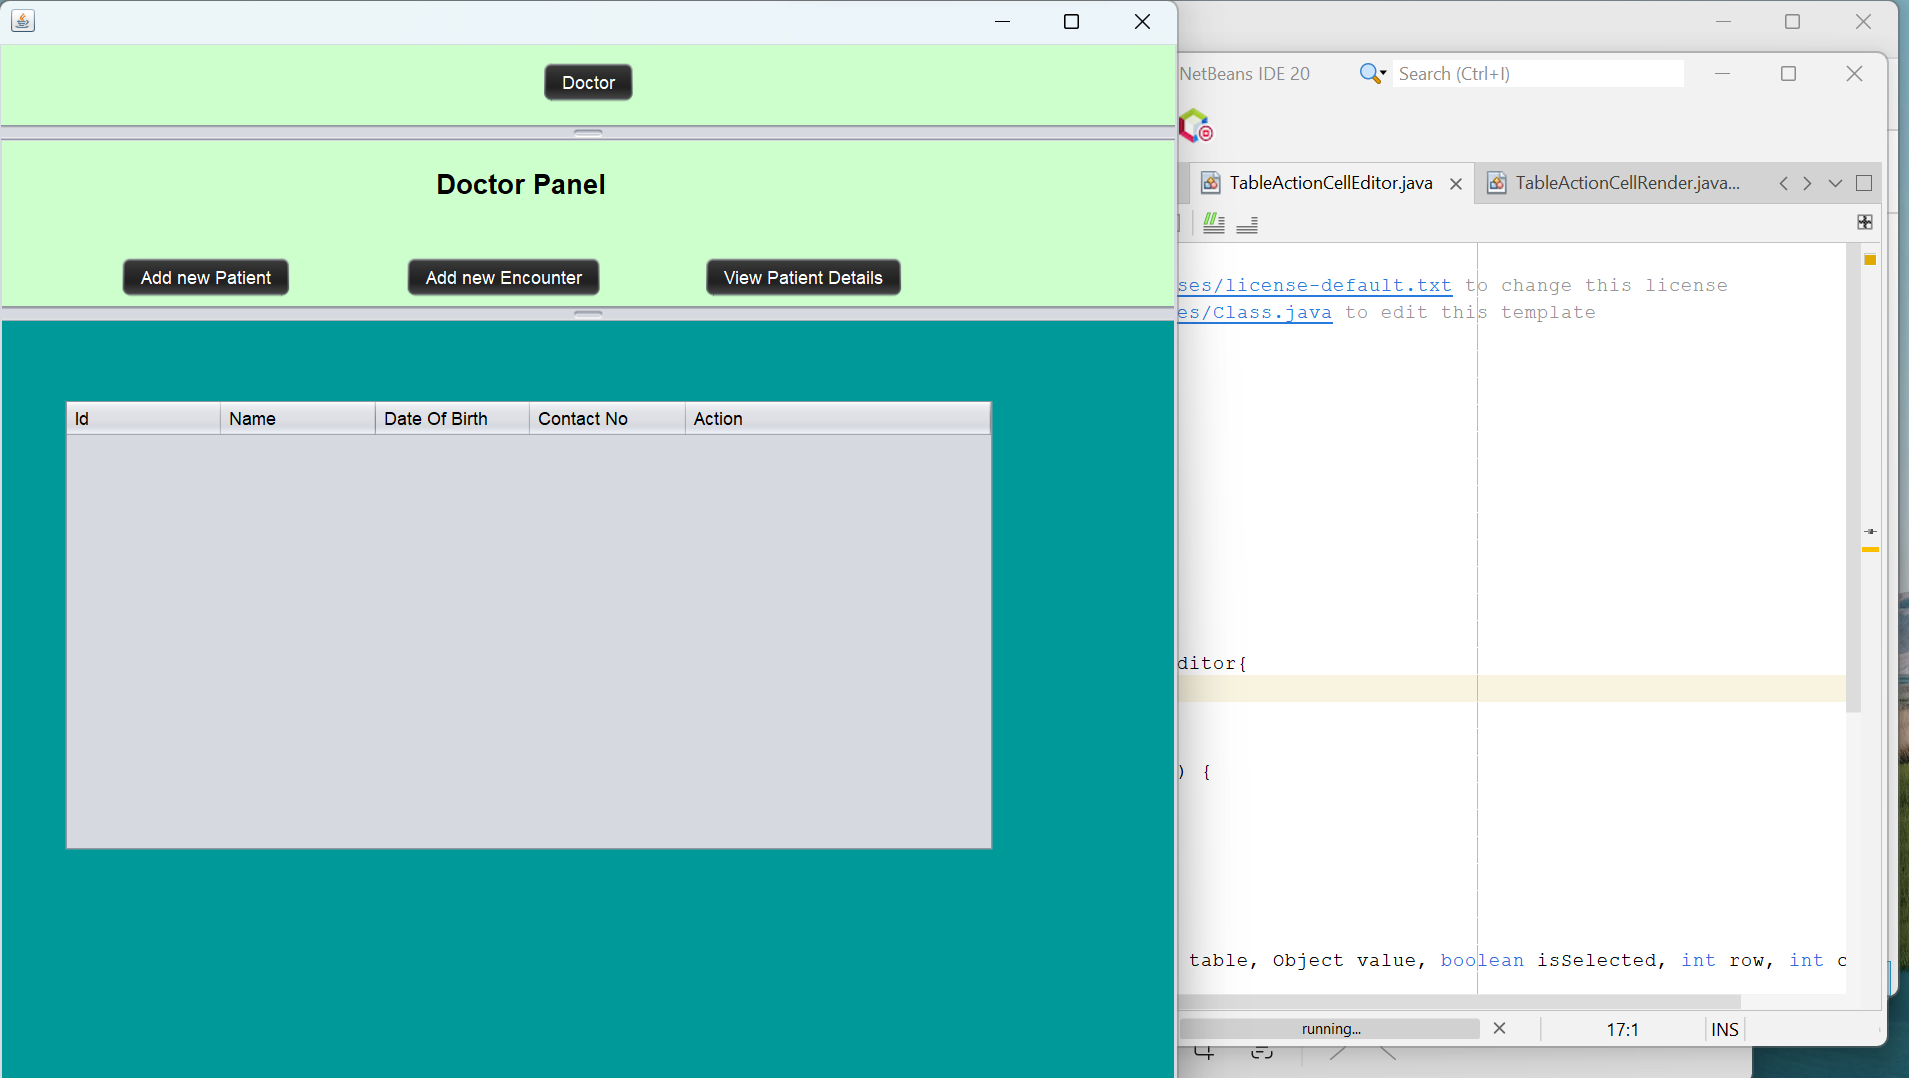 Doctor
Doctor Panel
Add new Patient
Add new Encounter
View Patient Details
Id
Name
Date Of Birth
Contact No
Action
NetBeans IDE 20
Search (Ctrl+I)
TableActionCellEditor.java
TableActionCellRender.java...
ses/license-default.txt to change this license
es/Class.java to edit this template
ditor{
) {
table, Object value, boolean isSelected, int row, int c
running...
17:1
INS